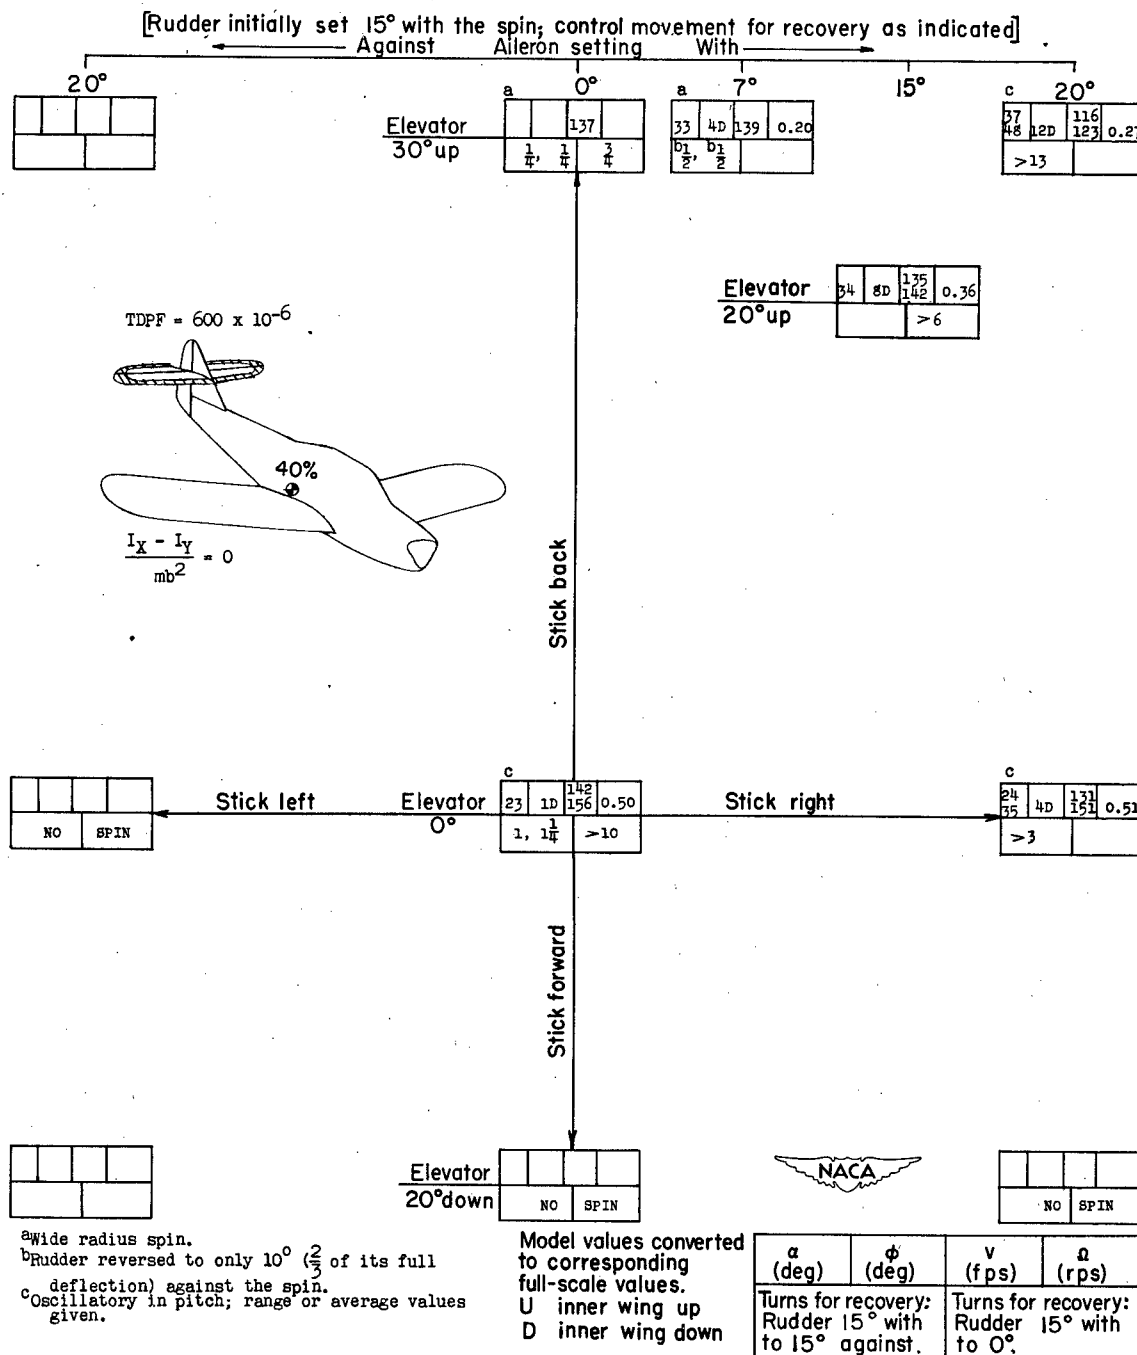 [Rudder initially set 15° with the spin; control movement for recovery as indicated]
Against Aileron setting With
20° 0° 7° 15° 20°
a a c
Elevator 30° up
137
1/4, 1/4 3/4
33 4D 139 0.20
b1/2, b1/2
37 48 12D 116 123 0.27
>13
Elevator 20° up
34 8D 135 142 0.36
>6
TDPF = 600 x 10-6
40%
IX - IY / mb2 = 0
Stick back
c c
Stick left Elevator 0° Stick right
NO SPIN
23 1D 142 156 0.50
1, 1 1/4 >10
24 35 4D 131 151 0.51
>3
Stick forward
Elevator 20° down
NO SPIN
NACA
NO SPIN
aWide radius spin.
bRudder reversed to only 10° (2/3 of its full
deflection) against the spin.
cOscillatory in pitch; range or average values
given.
Model values converted
to corresponding
full-scale values.
U inner wing up
D inner wing down
α (deg) ϕ (deg) V (fps) Ω (rps)
Turns for recovery:
Rudder 15° with
to 15° against.
Turns for recovery:
Rudder 15° with
to 0°.